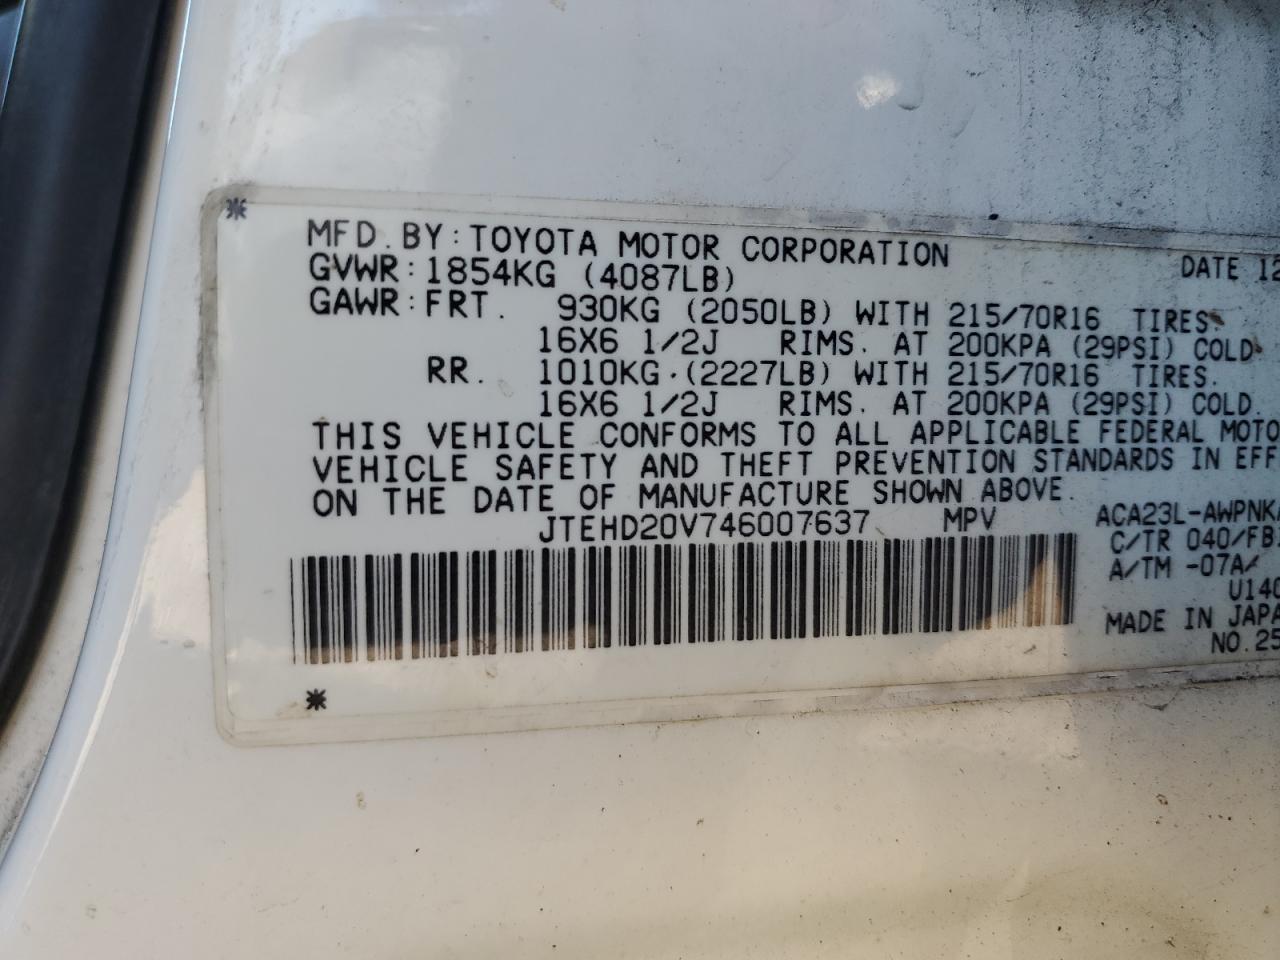 MFD. BY: TOYOTA MOTOR CORPORATION DATE 12
GVWR: 1854KG (4087LB)
GAWR: FRT. 930KG (2050LB) WITH 215/70R16 TIRES.
16X6 1/2J RIMS. AT 200KPA (29PSI) COLD
RR. 1010KG (2227LB) WITH 215/70R16 TIRES.
16X6 1/2J RIMS. AT 200KPA (29PSI) COLD.
THIS VEHICLE CONFORMS TO ALL APPLICABLE FEDERAL MOTO
VEHICLE SAFETY AND THEFT PREVENTION STANDARDS IN EFF
ON THE DATE OF MANUFACTURE SHOWN ABOVE.
JTEHD20V746007637 MPV ACA23L-AWPNK
C/TR 040/FB
A/TM -07A/
U140
MADE IN JAPA
NO. 25